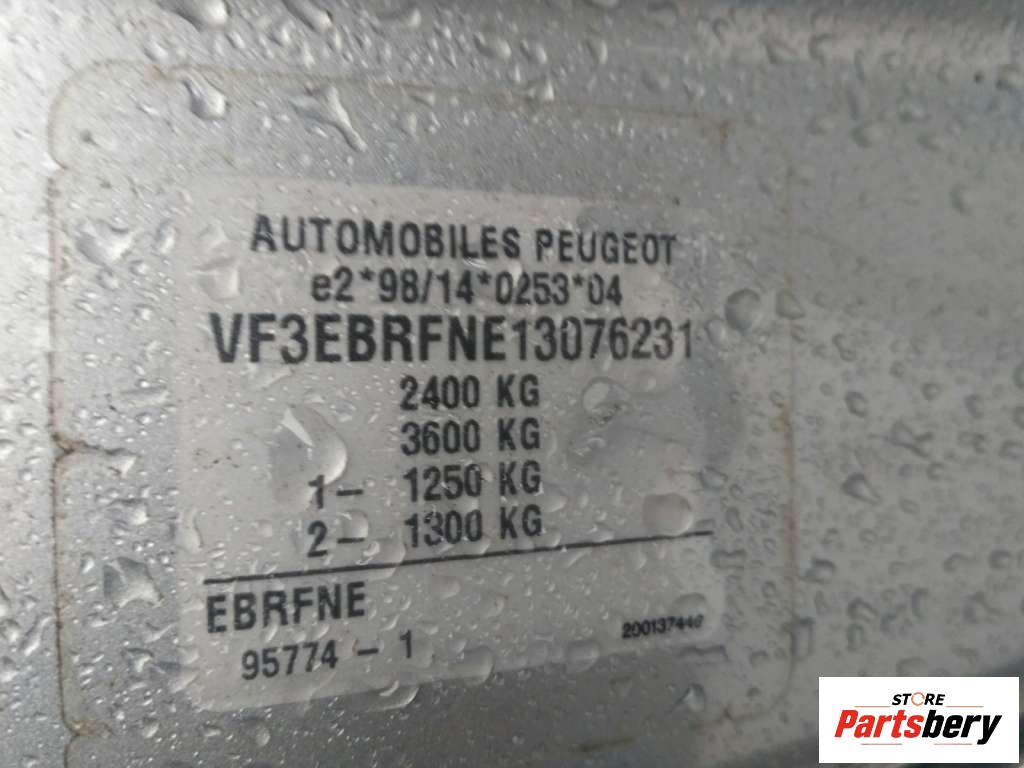 AUTOMOBILES PEUGEOT
e2*98/14*0253*04
VF3EBRFNE13076231
2400 KG
3600 KG
1- 1250 KG
2- 1300 KG
EBRFNE
95774 - 1
STORE
Partsbery